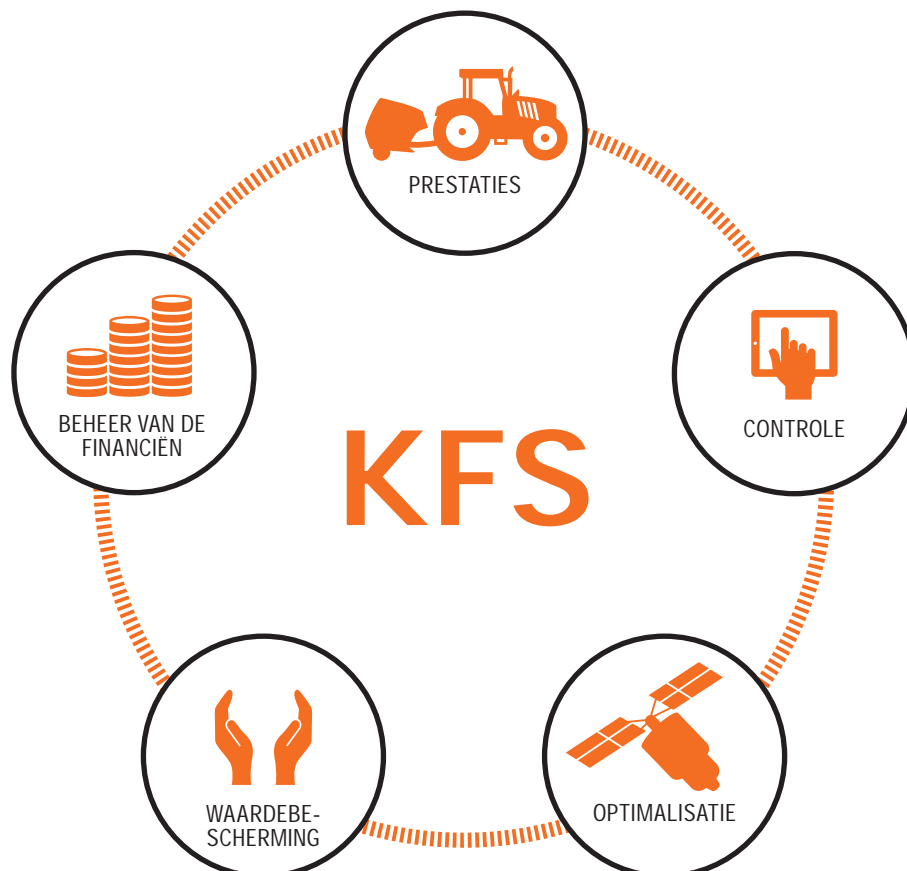 PRESTATIES
CONTROLE
OPTIMALISATIE
WAARDEBE-
SCHERMING
BEHEER VAN DE
FINANCIËN
KFS